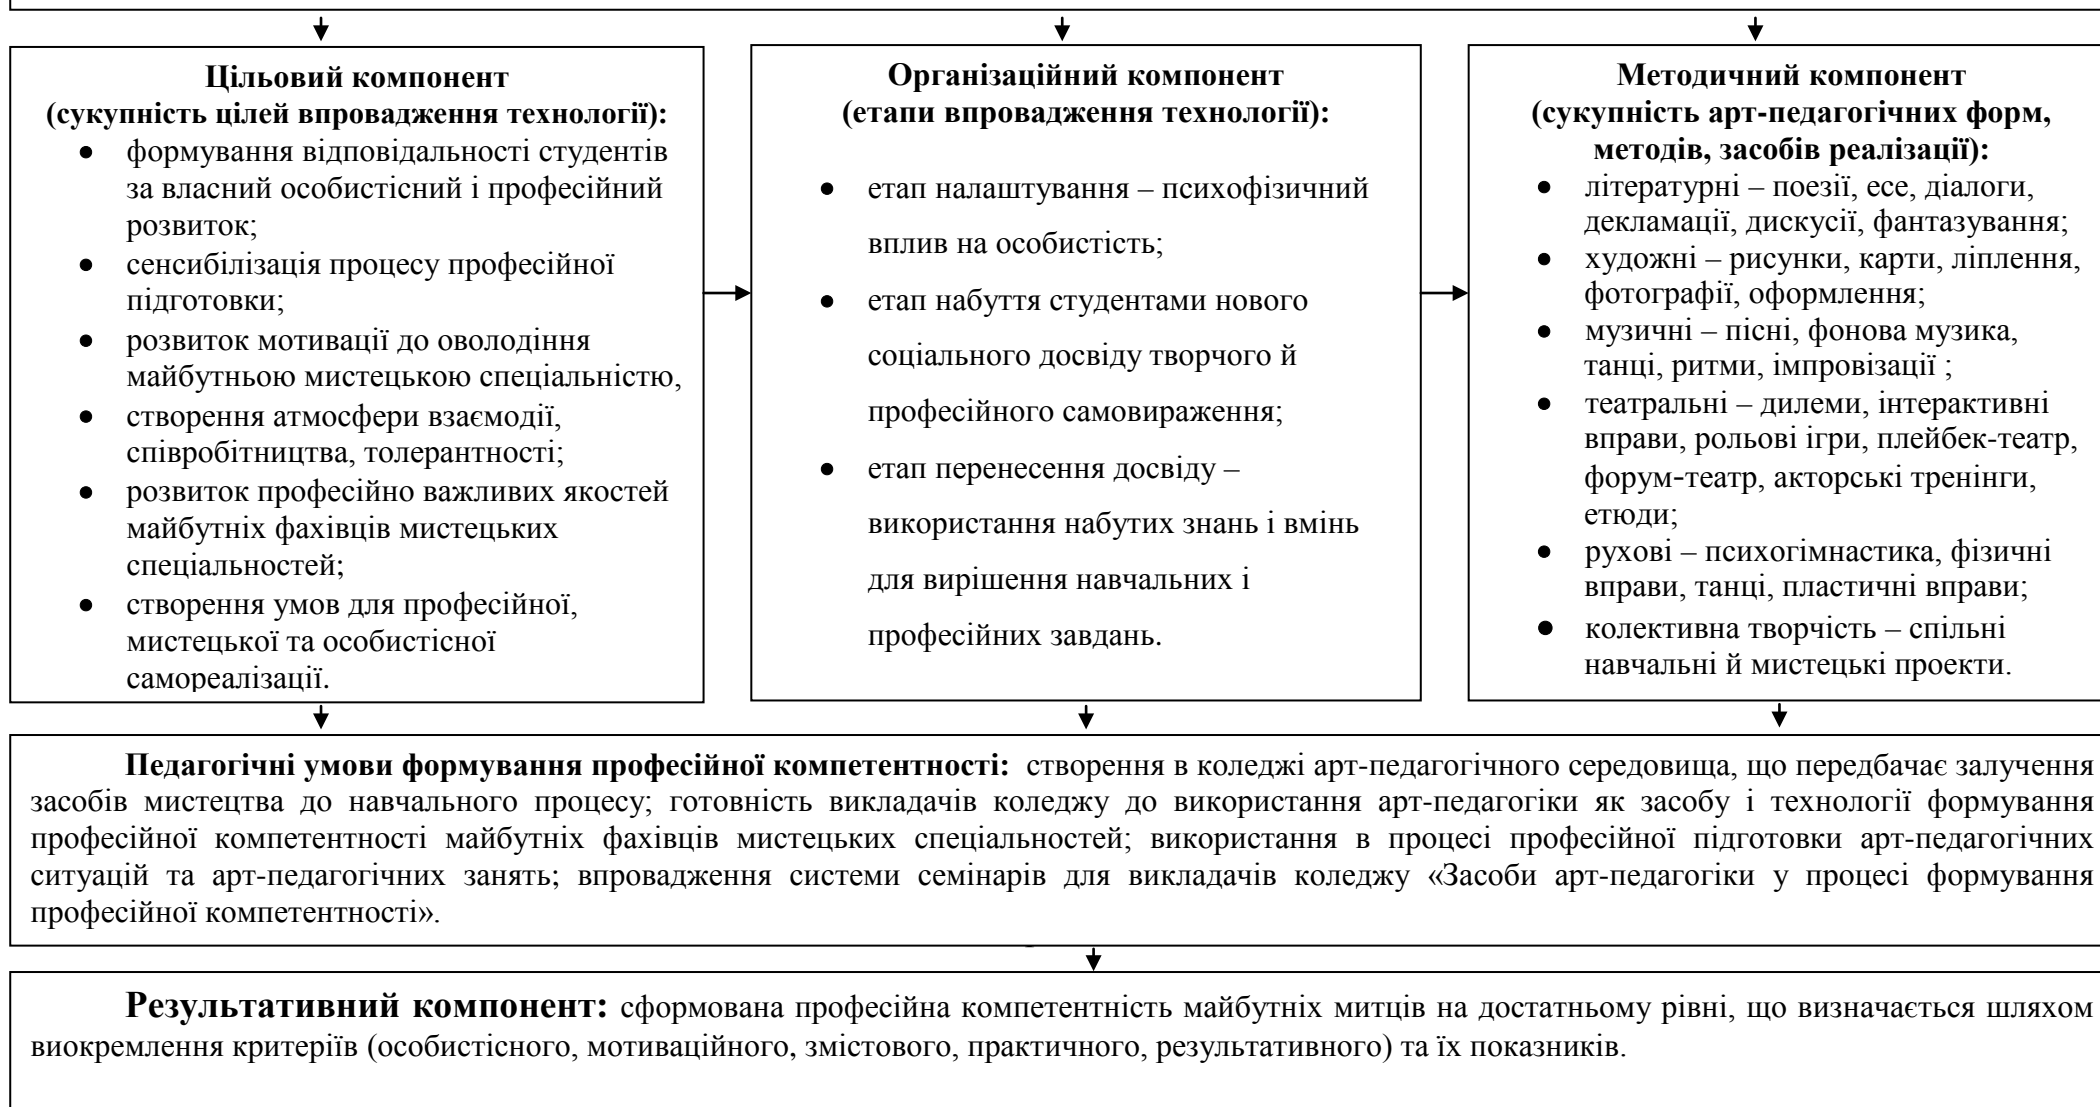 Цільовий компонент
(сукупність цілей впровадження технології):
● формування відповідальності студентів
за власний особистісний і професійний
розвиток;
● сенсибілізація процесу професійної
підготовки;
● розвиток мотивації до оволодіння
майбутньою мистецькою спеціальністю,
● створення атмосфери взаємодії,
співробітництва, толерантності;
● розвиток професійно важливих якостей
майбутніх фахівців мистецьких
спеціальностей;
● створення умов для професійної,
мистецької та особистісної
самореалізації.
Організаційний компонент
(етапи впровадження технології):
● етап налаштування – психофізичний
вплив на особистість;
● етап набуття студентами нового
соціального досвіду творчого й
професійного самовираження;
● етап перенесення досвіду –
використання набутих знань і вмінь
для вирішення навчальних і
професійних завдань.
Методичний компонент
(сукупність арт-педагогічних форм,
методів, засобів реалізації):
● літературні – поезії, есе, діалоги,
декламації, дискусії, фантазування;
● художні – рисунки, карти, ліплення,
фотографії, оформлення;
● музичні – пісні, фонова музика,
танці, ритми, імпровізації ;
● театральні – дилеми, інтерактивні
вправи, рольові ігри, плейбек-театр,
форум-театр, акторські тренінги,
етюди;
● рухові – психогімнастика, фізичні
вправи, танці, пластичні вправи;
● колективна творчість – спільні
навчальні й мистецькі проекти.
Педагогічні умови формування професійної компетентності: створення в коледжі арт-педагогічного середовища, що передбачає залучення
засобів мистецтва до навчального процесу; готовність викладачів коледжу до використання арт-педагогіки як засобу і технології формування
професійної компетентності майбутніх фахівців мистецьких спеціальностей; використання в процесі професійної підготовки арт-педагогічних
ситуацій та арт-педагогічних занять; впровадження системи семінарів для викладачів коледжу «Засоби арт-педагогіки у процесі формування
професійної компетентності».
Результативний компонент: сформована професійна компетентність майбутніх митців на достатньому рівні, що визначається шляхом
виокремлення критеріїв (особистісного, мотиваційного, змістового, практичного, результативного) та їх показників.